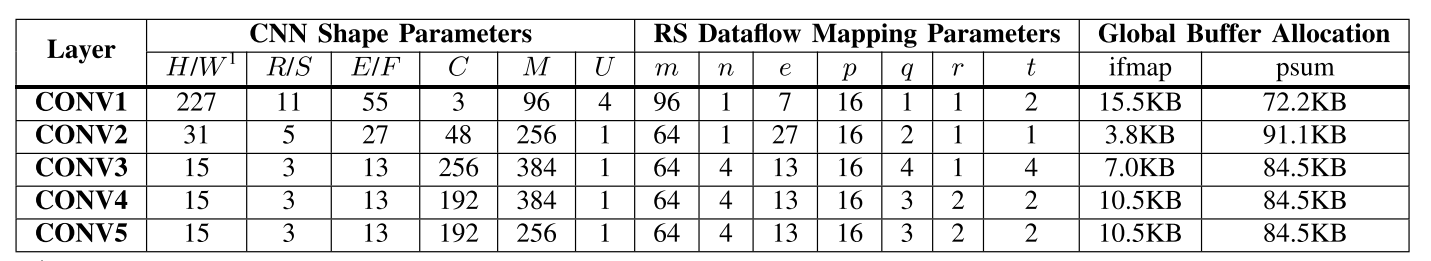 Layer CNN Shape Parameters RS Dataflow Mapping Parameters Global Buffer Allocation
H/W¹ R/S E/F C M U m n e p q r t ifmap psum
CONV1 227 11 55 3 96 4 96 1 7 16 1 1 2 15.5KB 72.2KB
CONV2 31 5 27 48 256 1 64 1 27 16 2 1 1 3.8KB 91.1KB
CONV3 15 3 13 256 384 1 64 4 13 16 4 1 4 7.0KB 84.5KB
CONV4 15 3 13 192 384 1 64 4 13 16 3 2 2 10.5KB 84.5KB
CONV5 15 3 13 192 256 1 64 4 13 16 3 2 2 10.5KB 84.5KB